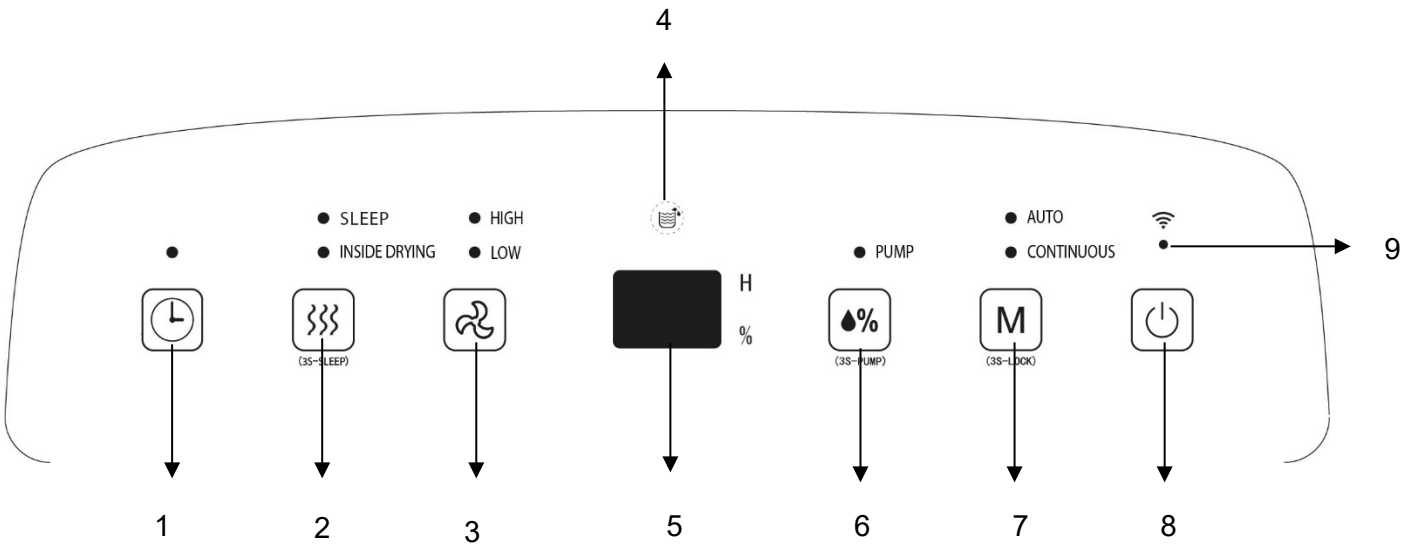 4
SLEEP
HIGH
AUTO
INSIDE DRYING
LOW
PUMP
CONTINUOUS
9
H
%
%
M
(3S-SLEEP)
(3S-PUMP)
(3S-LOCK)
1
2
3
5
6
7
8